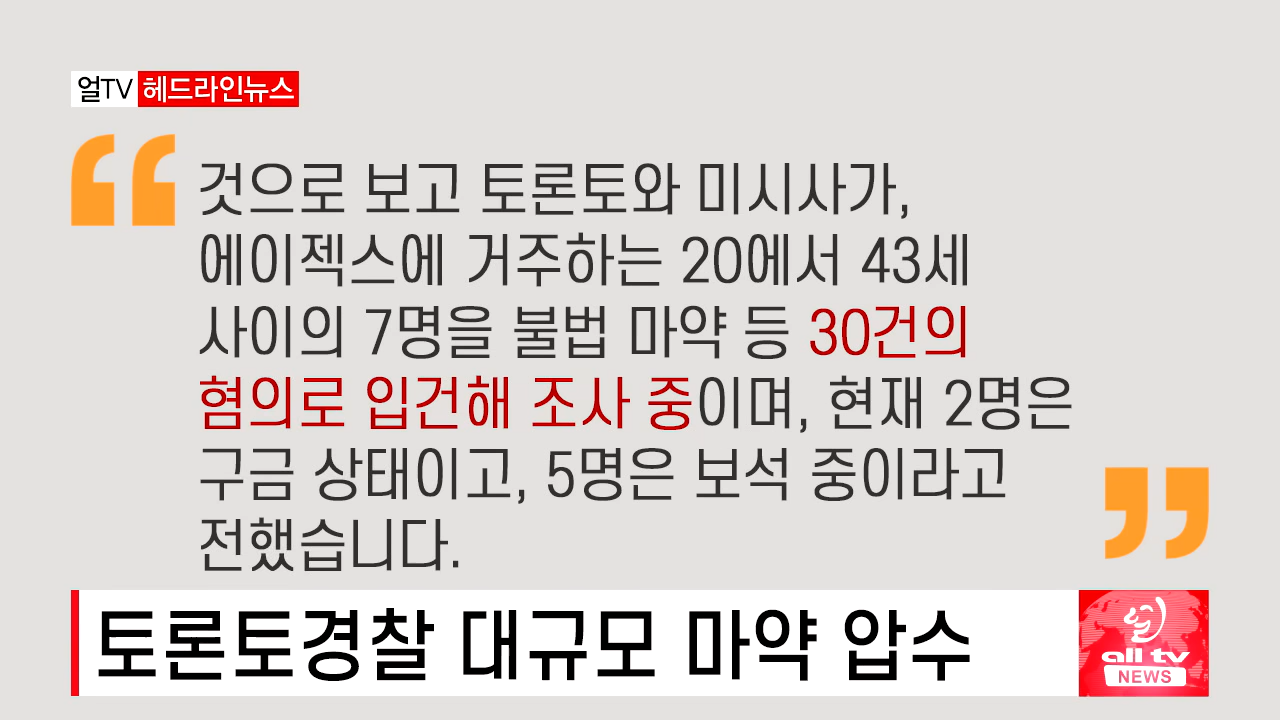 얼TV 헤드라인뉴스
것으로 보고 토론토와 미시사가,
에이젝스에 거주하는 20에서 43세
사이의 7명을 불법 마약 등 30건의
혐의로 입건해 조사 중이며, 현재 2명은
구금 상태이고, 5명은 보석 중이라고
전했습니다.
토론토경찰 대규모 마약 압수
얼
all tv
NEWS